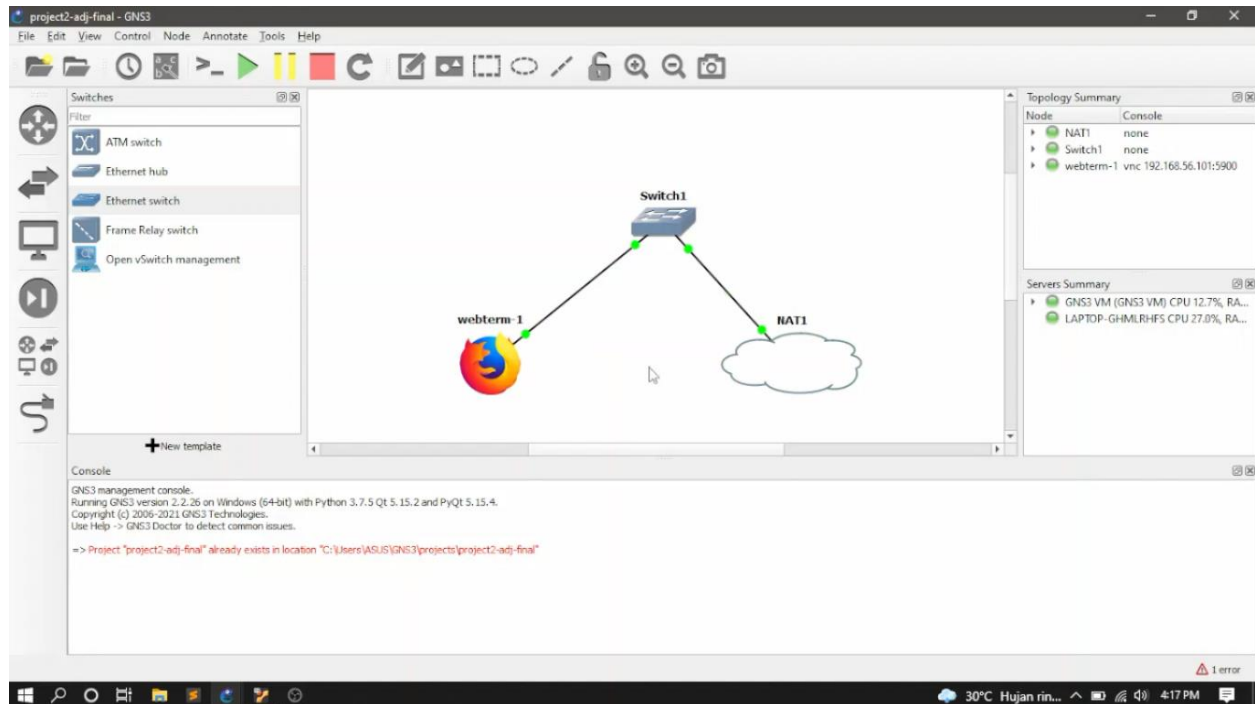 project2-adj-final - GNS3
File Edit View Control Node Annotate Tools Help
Switches
Filter
ATM switch
Ethernet hub
Ethernet switch
Frame Relay switch
Open vSwitch management
New template
Switch1
webterm-1
NAT1
Topology Summary
Node Console
NAT1 none
Switch1 none
webterm-1 vnc 192.168.56.101:5900
Servers Summary
GNS3 VM (GNS3 VM) CPU 12.7%, RA...
LAPTOP-GHMLRHFS CPU 27.0%, RA...
Console
GNS3 management console.
Running GNS3 version 2.2.26 on Windows (64-bit) with Python 3.7.5 Qt 5.15.2 and PyQt 5.15.4.
Copyright (c) 2006-2021 GNS3 Technologies.
Use Help -> GNS3 Doctor to detect common issues.
=> Project "project2-adj-final" already exists in location "C:\Users\ASUS\GNS3\projects\project2-adj-final"
1 error
30°C Hujan rin... 4:17 PM